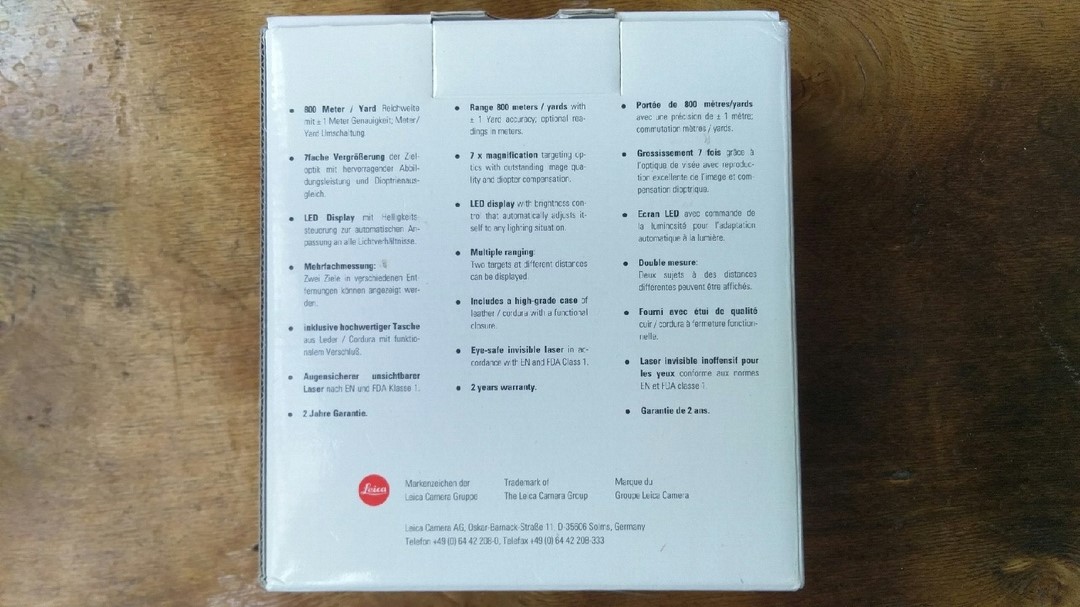 800 Meter / Yard Reichweite
mit ± 1 Meter Genauigkeit; Meter/
Yard Umschaltung.
7fache Vergrößerung der Ziel-
optik mit hervorragender Abbil-
dungsleistung und Dioptrienaus-
gleich.
LED Display mit Helligkeits-
steuerung zur automatischen An-
passung an alle Lichtverhältnisse.
Mehrfachmessung:
Zwei Ziele in verschiedenen Ent-
fernungen können angezeigt wer-
den.
inklusive hochwertiger Tasche
aus Leder / Cordura mit funktio-
nalem Verschluß.
Augensicherer unsichtbarer
Laser nach EN und FDA Klasse 1.
2 Jahre Garantie.
Range 800 meters / yards with
± 1 Yard accuracy; optional rea-
dings in meters.
7 x magnification targeting op-
tics with outstanding image qua-
lity and diopter compensation.
LED display with brightness con-
trol that automatically adjusts it-
self to any lighting situation.
Multiple ranging:
Two targets at different distances
can be displayed.
Includes a high-grade case of
leather / cordura with a functional
closure.
Eye-safe invisible laser in ac-
cordance with EN and FDA Class 1.
2 years warranty.
Portée de 800 mètres/yards
avec une précision de ± 1 mètre;
commutation mètres / yards.
Grossissement 7 fois grâce à
l'optique de visée avec reproduc-
tion excellente de l'image et com-
pensation dioptrique.
Ecran LED avec commande de
la luminosité pour l'adaptation
automatique à la lumière.
Double mesure:
Deux sujets à des distances
différentes peuvent être affichés.
Fourni avec étui de qualité
cuir / cordura à fermeture fonction-
nelle.
Laser invisible inoffensif pour
les yeux conforme aux normes
EN et FDA classe 1.
Garantie de 2 ans.
Leica
Markenzeichen der
Leica Camera Gruppe
Trademark of
The Leica Camera Group
Marque du
Groupe Leica Camera
Leica Camera AG, Oskar-Barnack-Straße 11, D-35606 Solms, Germany
Telefon +49 (0) 64 42 208-0, Telefax +49 (0) 64 42 208-333